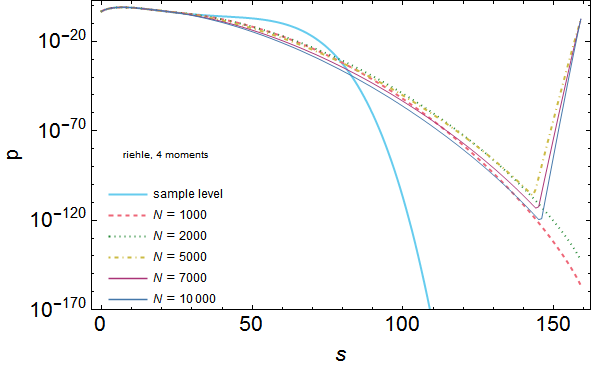 10^-20
10^-70
10^-120
10^-170
p
riehle, 4 moments
sample level
N = 1000
N = 2000
N = 5000
N = 7000
N = 10 000
0
50
100
150
s